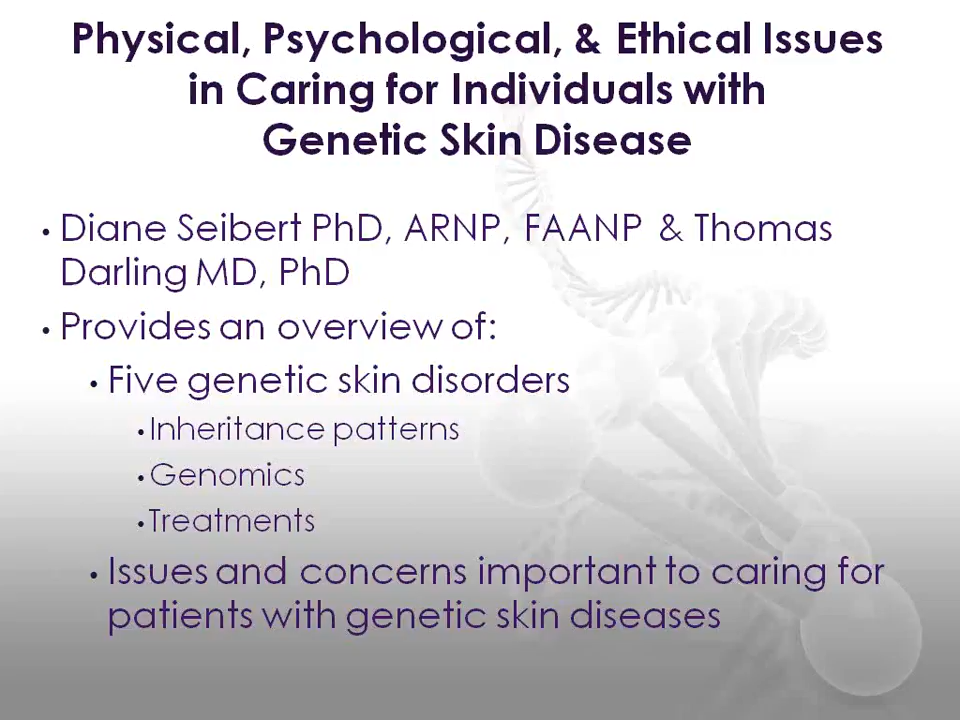 Physical, Psychological, & Ethical Issues
in Caring for Individuals with
Genetic Skin Disease
• Diane Seibert PhD, ARNP, FAANP & Thomas
Darling MD, PhD
• Provides an overview of:
• Five genetic skin disorders
• Inheritance patterns
• Genomics
• Treatments
• Issues and concerns important to caring for
patients with genetic skin diseases